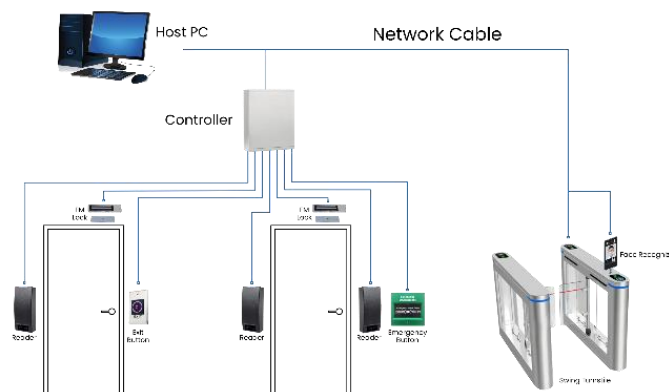 Host PC
Network Cable
Controller
EM
Lock
EM
Lock
Reader
Exit
Button
Reader
Reader
Emergency
Button
Face Recogna
Swing Turnstile